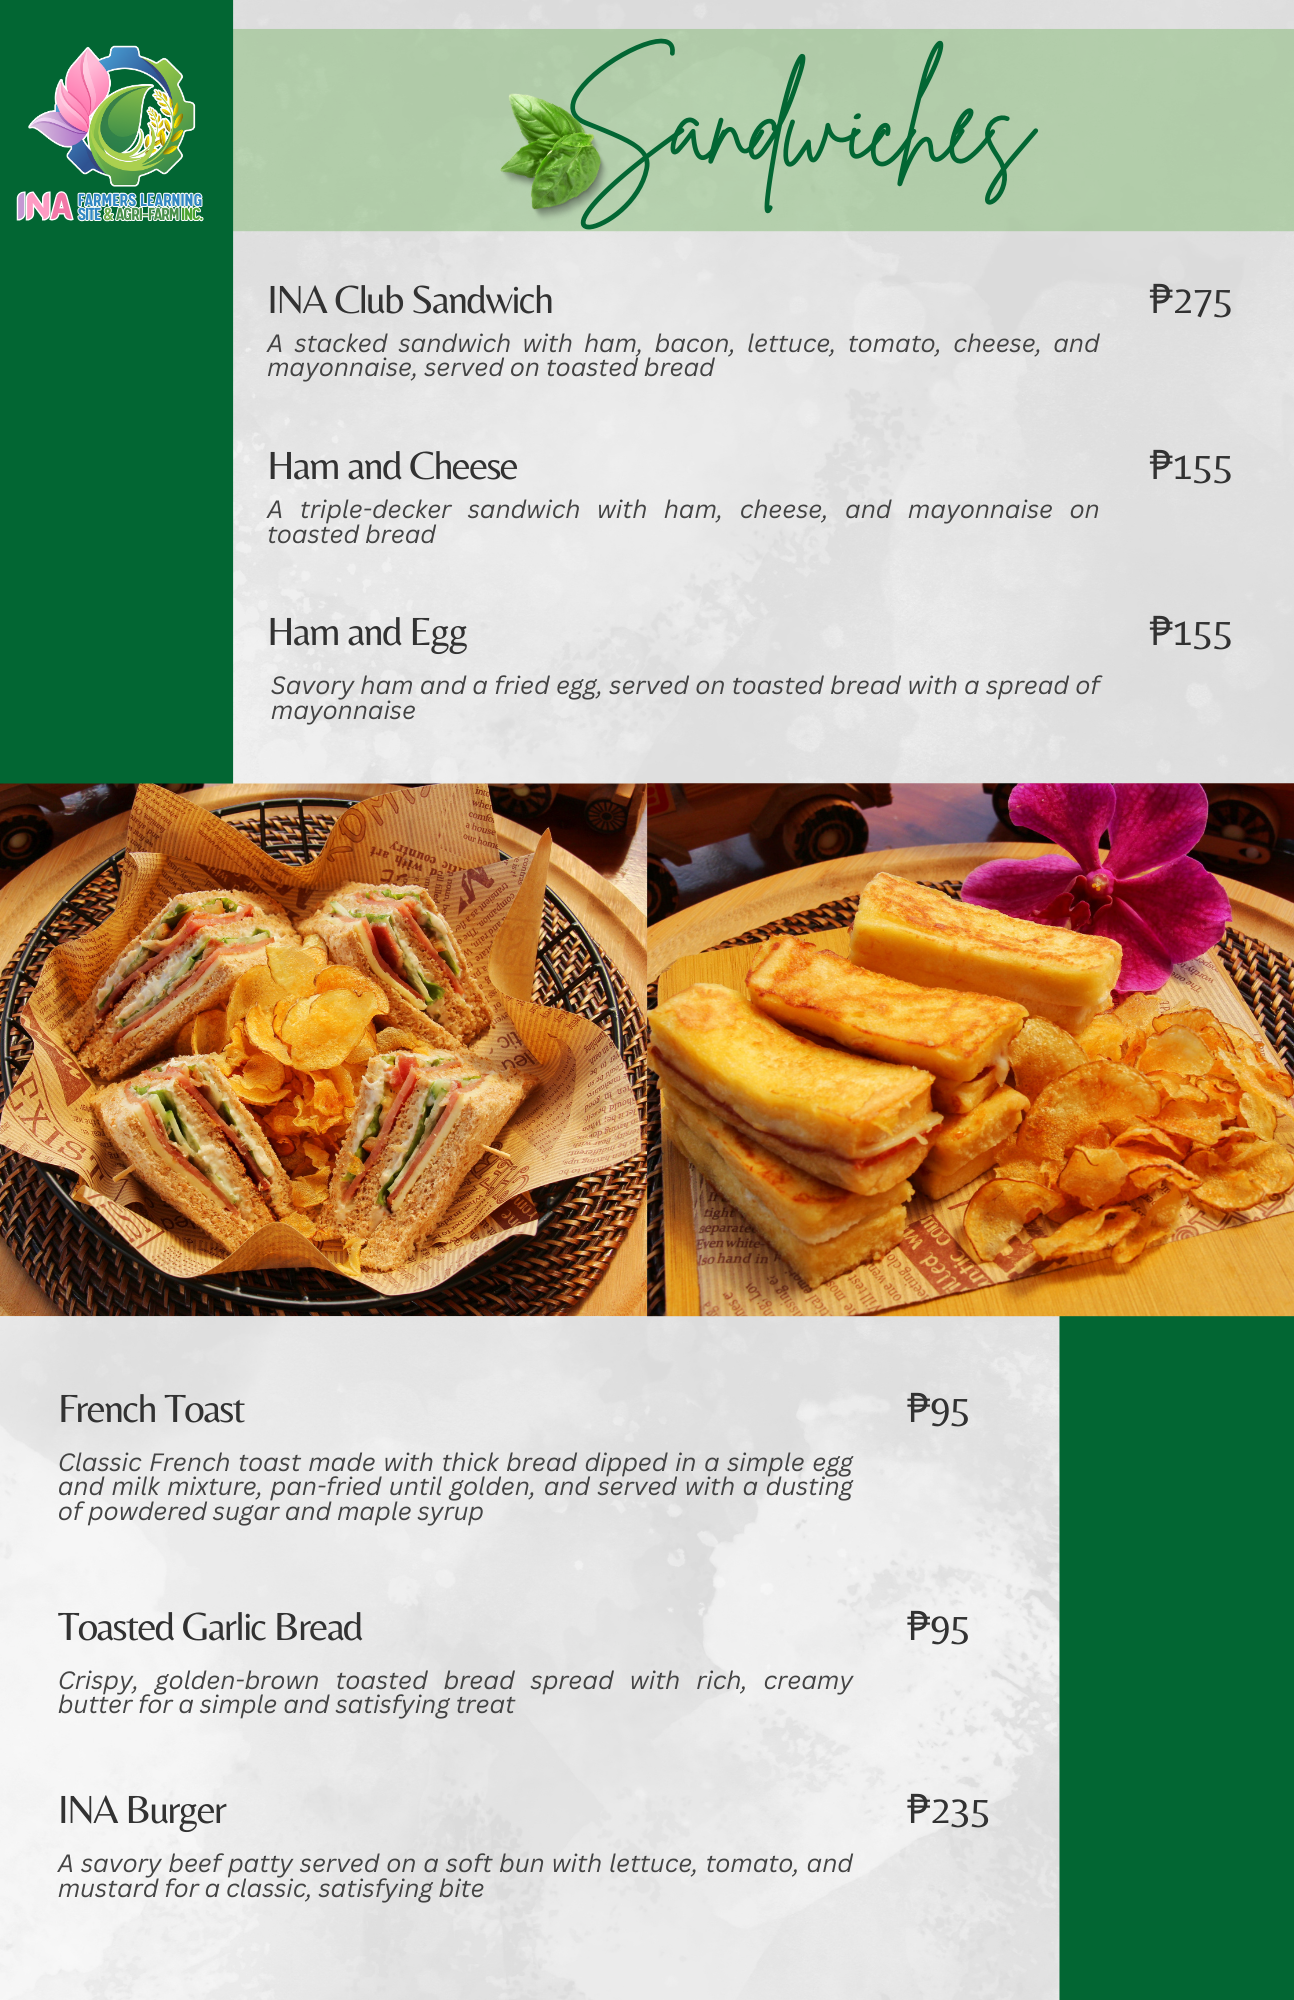 INA FARMERS LEARNING
SITE & AGRI-FARM INC.
Sandwiches
INA Club Sandwich ₱275
A stacked sandwich with ham, bacon, lettuce, tomato, cheese, and
mayonnaise, served on toasted bread
Ham and Cheese ₱155
A triple-decker sandwich with ham, cheese, and mayonnaise on
toasted bread
Ham and Egg ₱155
Savory ham and a fried egg, served on toasted bread with a spread of
mayonnaise
French Toast ₱95
Classic French toast made with thick bread dipped in a simple egg
and milk mixture, pan-fried until golden, and served with a dusting
of powdered sugar and maple syrup
Toasted Garlic Bread ₱95
Crispy, golden-brown toasted bread spread with rich, creamy
butter for a simple and satisfying treat
INA Burger ₱235
A savory beef patty served on a soft bun with lettuce, tomato, and
mustard for a classic, satisfying bite